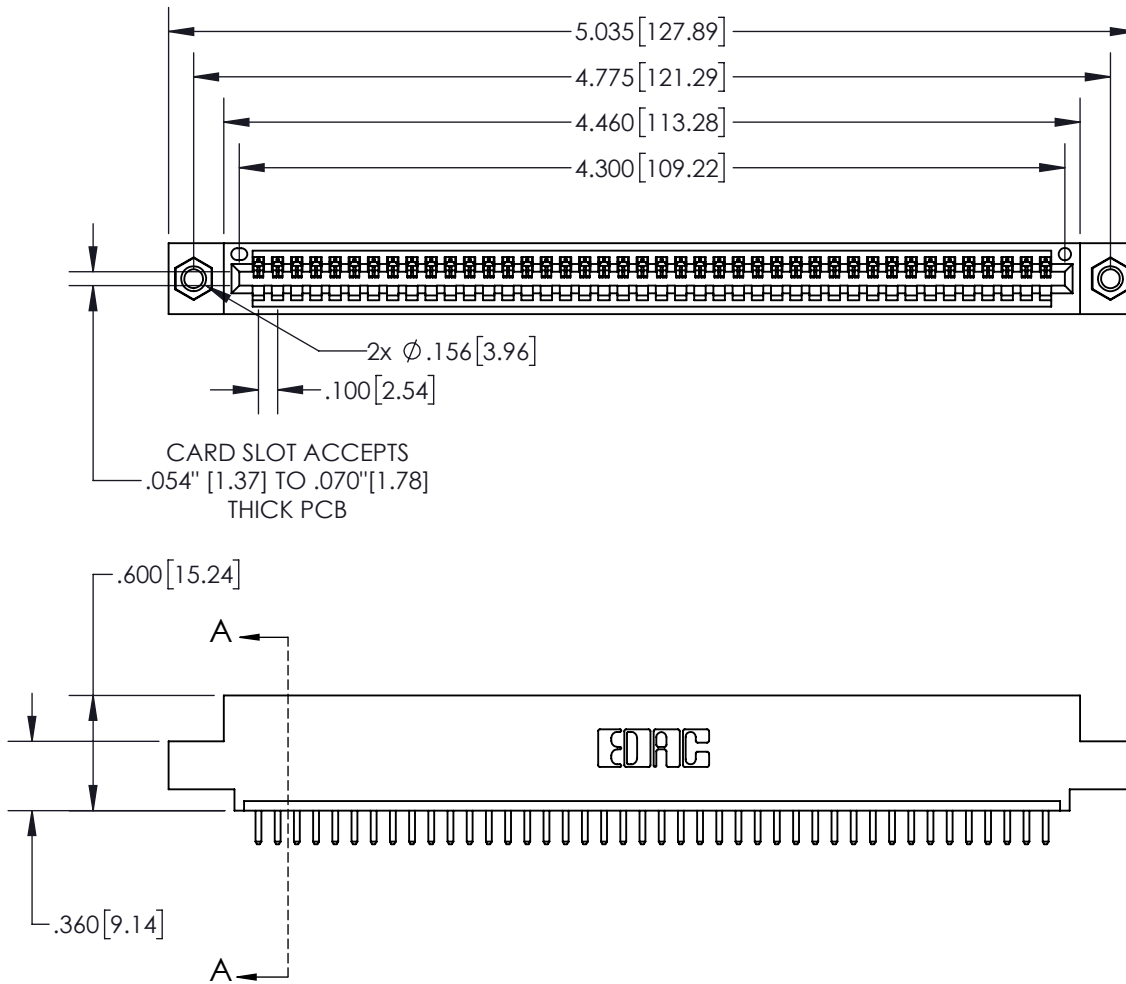 5.035[127.89]
4.775[121.29]
4.460[113.28]
4.300[109.22]
2x Ø.156[3.96]
.100[2.54]
CARD SLOT ACCEPTS
.054" [1.37] TO .070"[1.78]
THICK PCB
.600[15.24]
A
EDAC
.360[9.14]
A